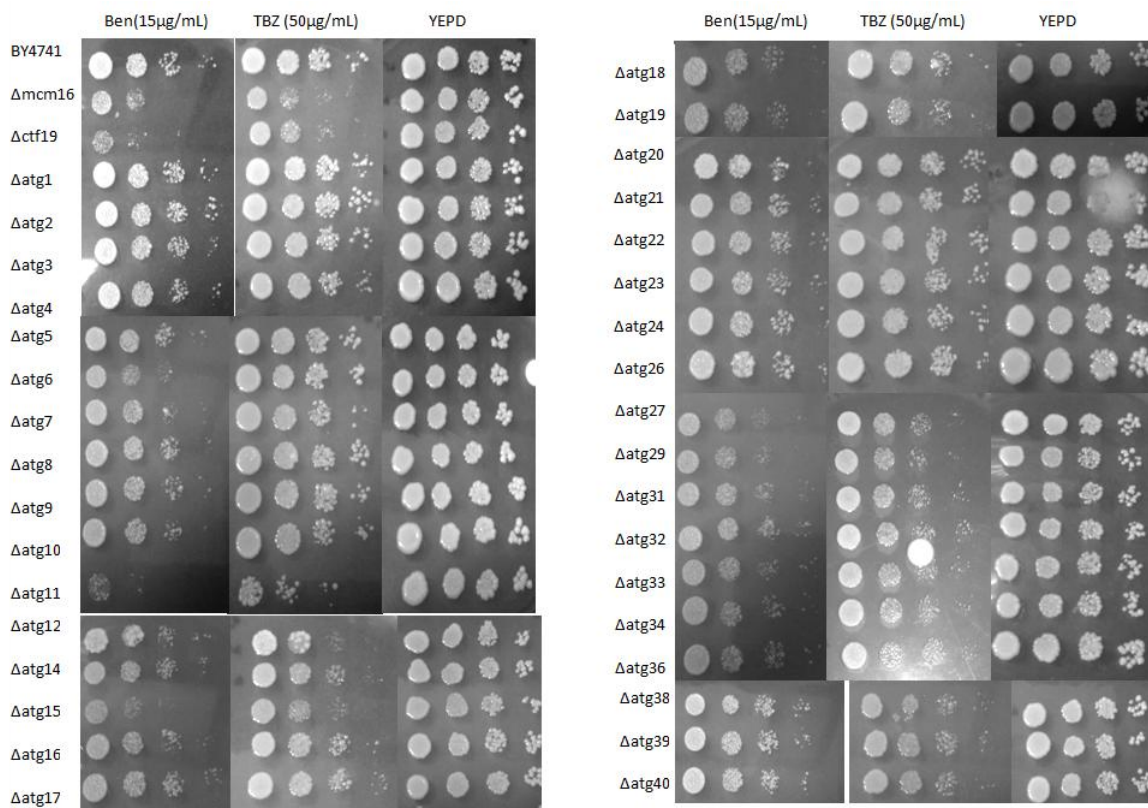 Ben(15µg/mL) TBZ (50µg/mL) YEPD
BY4741
Δmcm16
Δctf19
Δatg1
Δatg2
Δatg3
Δatg4
Δatg5
Δatg6
Δatg7
Δatg8
Δatg9
Δatg10
Δatg11
Δatg12
Δatg14
Δatg15
Δatg16
Δatg17
Ben(15µg/mL) TBZ (50µg/mL) YEPD
Δatg18
Δatg19
Δatg20
Δatg21
Δatg22
Δatg23
Δatg24
Δatg26
Δatg27
Δatg29
Δatg31
Δatg32
Δatg33
Δatg34
Δatg36
Δatg38
Δatg39
Δatg40